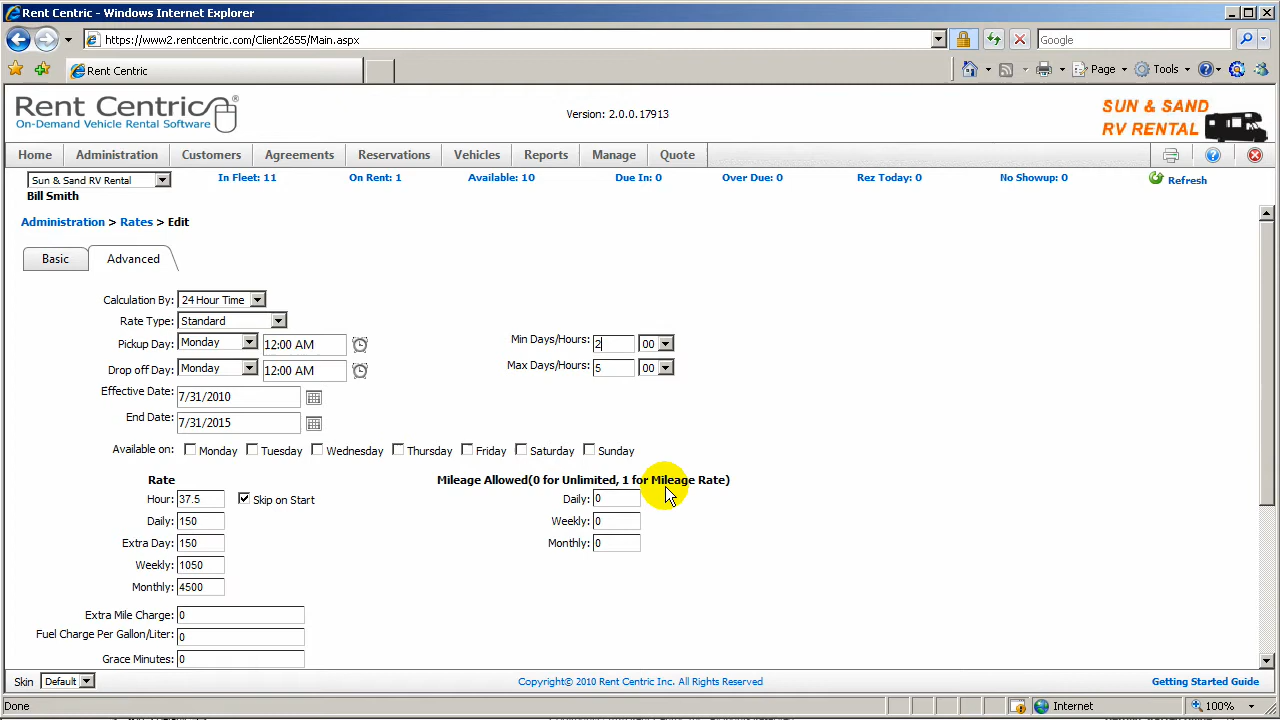 Rent Centric - Windows Internet Explorer
https://www2.rentcentric.com/Client2655/Main.aspx
Google
Rent Centric
Page
Tools
Rent Centric
On-Demand Vehicle Rental Software
Version: 2.0.0.17913
SUN & SAND
RV RENTAL
Home Administration Customers Agreements Reservations Vehicles Reports Manage Quote
Sun & Sand RV Rental In Fleet: 11 On Rent: 1 Available: 10 Due In: 0 Over Due: 0 Rez Today: 0 No Showup: 0 Refresh
Bill Smith
Administration > Rates > Edit
Basic Advanced
Calculation By: 24 Hour Time
Rate Type: Standard
Pickup Day: Monday 12:00 AM Min Days/Hours: 2 00
Drop off Day: Monday 12:00 AM Max Days/Hours: 5 00
Effective Date: 7/31/2010
End Date: 7/31/2015
Available on: Monday Tuesday Wednesday Thursday Friday Saturday Sunday
Rate Mileage Allowed(0 for Unlimited, 1 for Mileage Rate)
Hour: 37.5 Skip on Start Daily: 0
Daily: 150 Weekly: 0
Extra Day: 150 Monthly: 0
Weekly: 1050
Monthly: 4500
Extra Mile Charge: 0
Fuel Charge Per Gallon/Liter: 0
Grace Minutes: 0
Skin Default Copyright© 2010 Rent Centric Inc. All Rights Reserved Getting Started Guide
Done Internet 100%